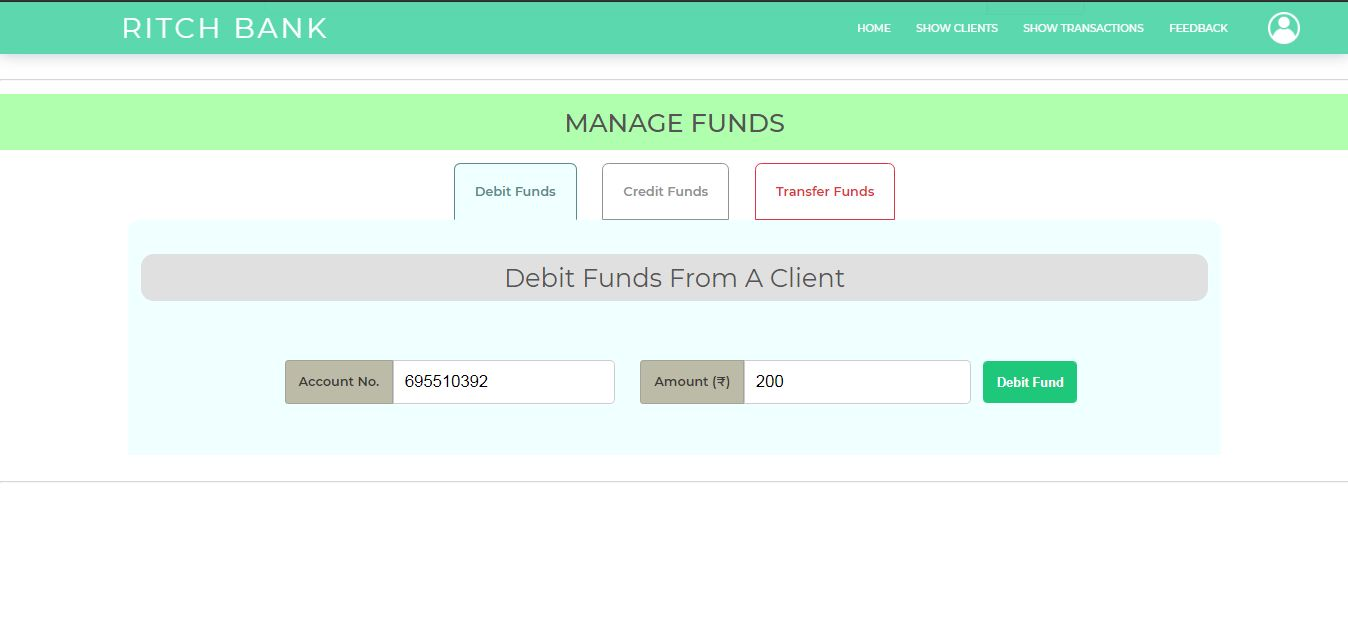 RITCH BANK HOME SHOW CLIENTS SHOW TRANSACTIONS FEEDBACK
MANAGE FUNDS
Debit Funds Credit Funds Transfer Funds
Debit Funds From A Client
Account No. 695510392 Amount (₹) 200 Debit Fund